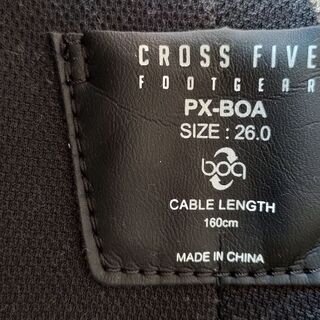 CROSS FIVE
FOOTGEAR
PX-BOA
SIZE : 26.0
boa
CABLE LENGTH
160cm
MADE IN CHINA